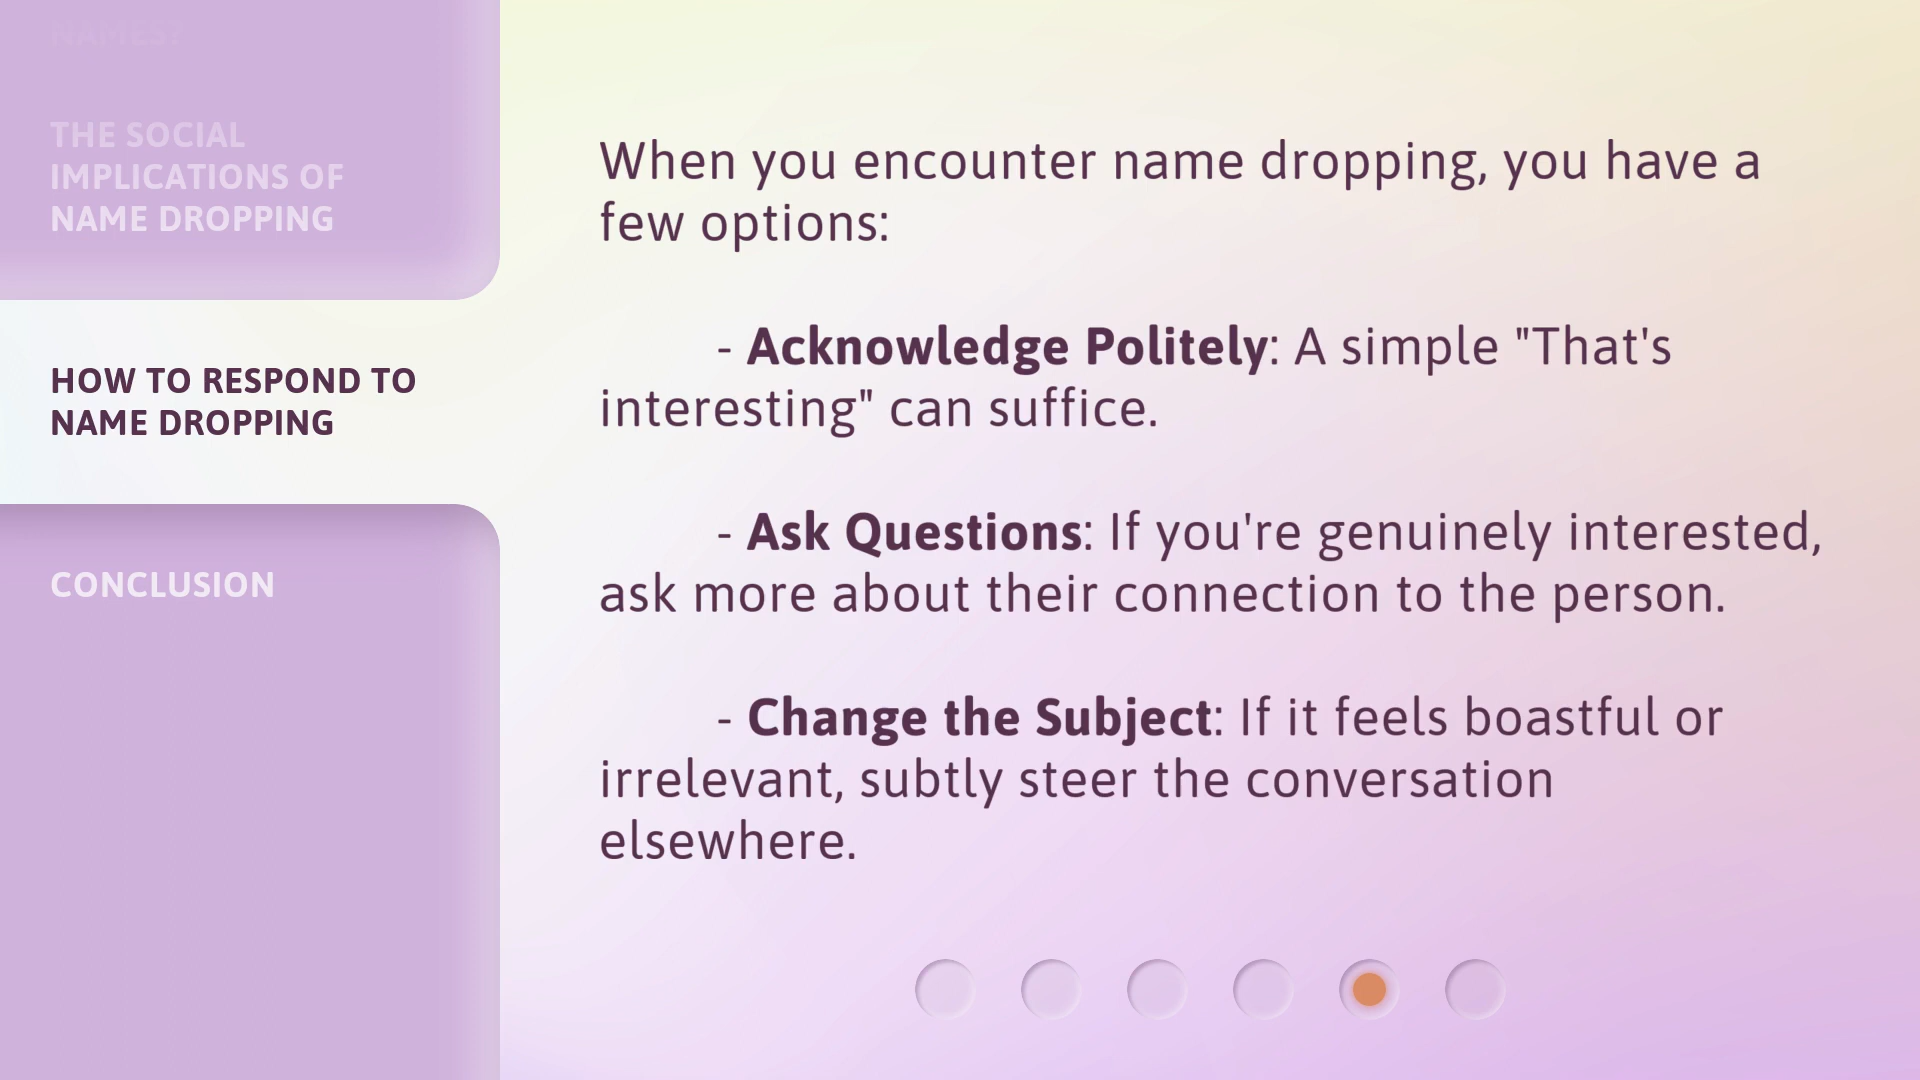 NAMES?
THE SOCIAL
IMPLICATIONS OF
NAME DROPPING
HOW TO RESPOND TO
NAME DROPPING
CONCLUSION
When you encounter name dropping, you have a
few options:
- Acknowledge Politely: A simple "That's
interesting" can suffice.
- Ask Questions: If you're genuinely interested,
ask more about their connection to the person.
- Change the Subject: If it feels boastful or
irrelevant, subtly steer the conversation
elsewhere.